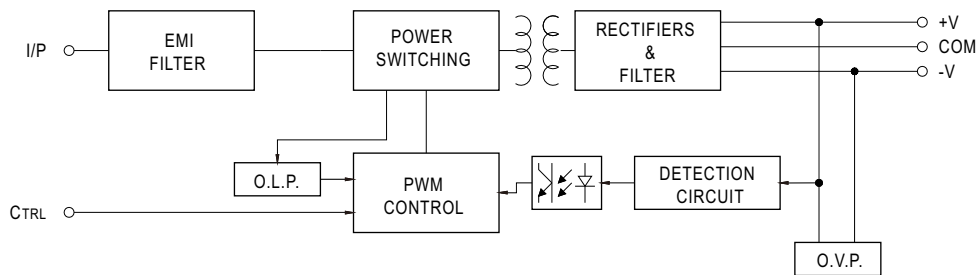 I/P
EMI
FILTER
POWER
SWITCHING
RECTIFIERS
&
FILTER
+V
COM
-V
O.L.P.
PWM
CONTROL
DETECTION
CIRCUIT
CTRL
O.V.P.